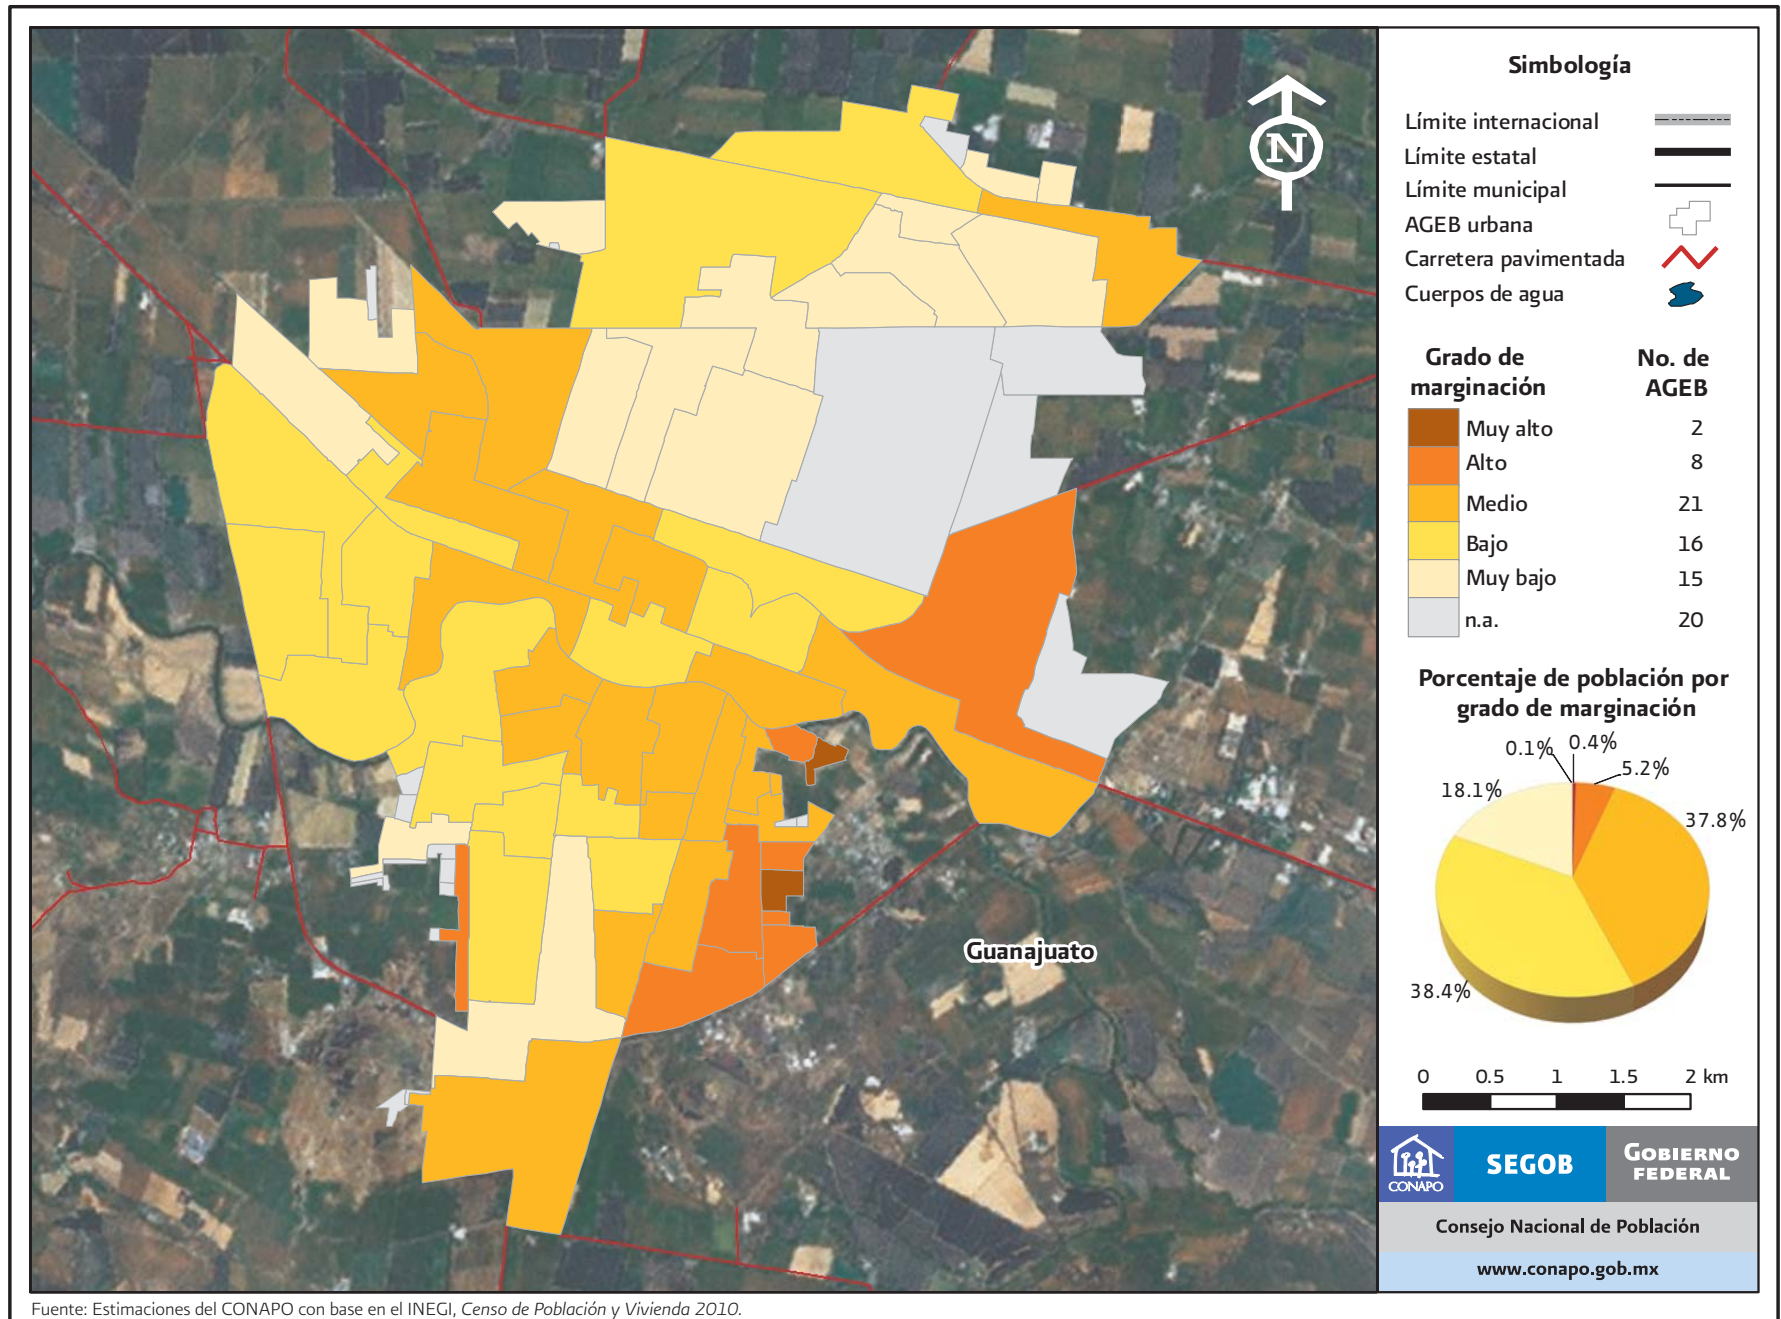 N
Guanajuato
Simbología
Límite internacional
Límite estatal
Límite municipal
AGEB urbana
Carretera pavimentada
Cuerpos de agua
Grado de marginación
No. de AGEB
Muy alto 2
Alto 8
Medio 21
Bajo 16
Muy bajo 15
n.a. 20
Porcentaje de población por
grado de marginación
0.1%
0.4%
5.2%
18.1%
37.8%
38.4%
0 0.5 1 1.5 2 km
CONAPO
SEGOB
GOBIERNO
FEDERAL
Consejo Nacional de Población
www.conapo.gob.mx
Fuente: Estimaciones del CONAPO con base en el INEGI, Censo de Población y Vivienda 2010.